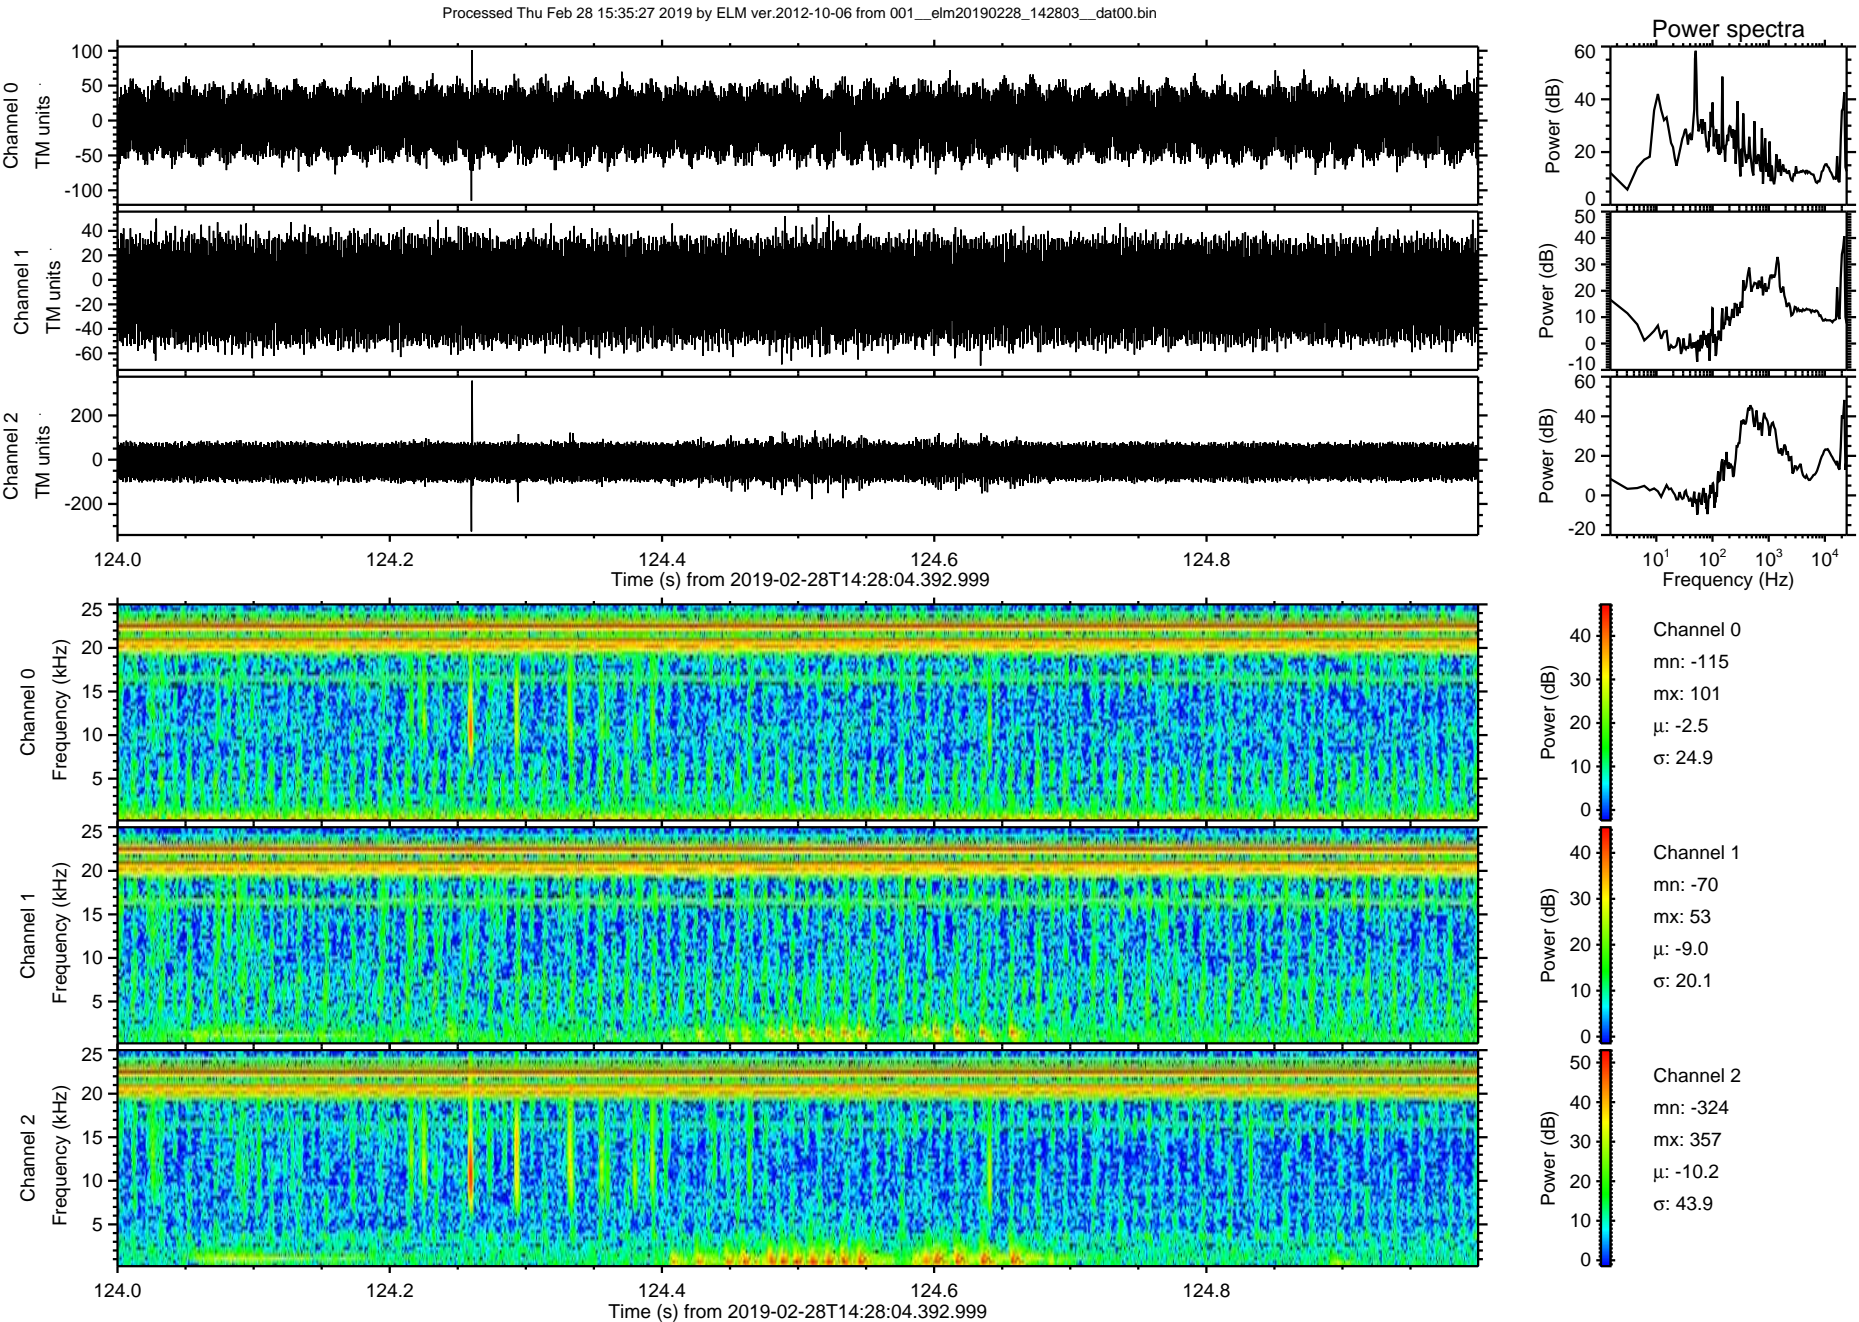 Processed Thu Feb 28 15:35:27 2019 by ELM ver.2012-10-06 from 001__elm20190228_142803__dat00.bin
Power spectra
Channel 0
TM units
100
50
0
-50
-100
Power (dB)
60
40
20
0
Channel 1
TM units
40
20
0
-20
-40
-60
Power (dB)
50
40
30
20
10
0
-10
Channel 2
TM units
200
0
-200
Power (dB)
60
40
20
0
-20
124.0 124.2 124.4 124.6 124.8
Time (s) from 2019-02-28T14:28:04.392.999
10^1 10^2 10^3 10^4
Frequency (Hz)
Channel 0
Frequency (kHz)
25
20
15
10
5
Power (dB)
40
30
20
10
0
Channel 0
mn: -115
mx: 101
μ: -2.5
σ: 24.9
Channel 1
Frequency (kHz)
25
20
15
10
5
Power (dB)
40
30
20
10
0
Channel 1
mn: -70
mx: 53
μ: -9.0
σ: 20.1
Channel 2
Frequency (kHz)
25
20
15
10
5
Power (dB)
50
40
30
20
10
0
Channel 2
mn: -324
mx: 357
μ: -10.2
σ: 43.9
124.0 124.2 124.4 124.6 124.8
Time (s) from 2019-02-28T14:28:04.392.999